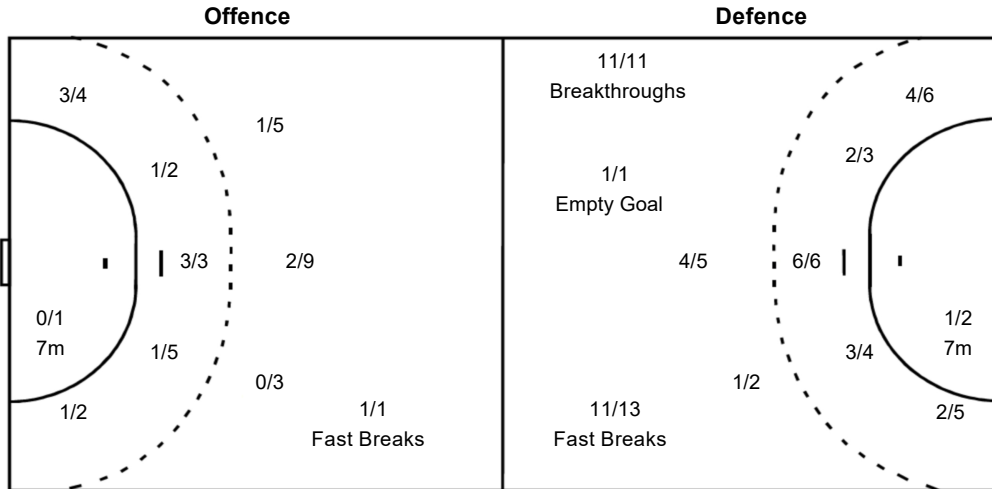 Offence
Defence
3/4
1/5
1/2
3/3
2/9
0/1
7m
1/5
0/3
1/2
1/1
Fast Breaks
11/11
Breakthroughs
4/6
2/3
1/1
Empty Goal
4/5
6/6
1/2
7m
3/4
1/2
2/5
11/13
Fast Breaks